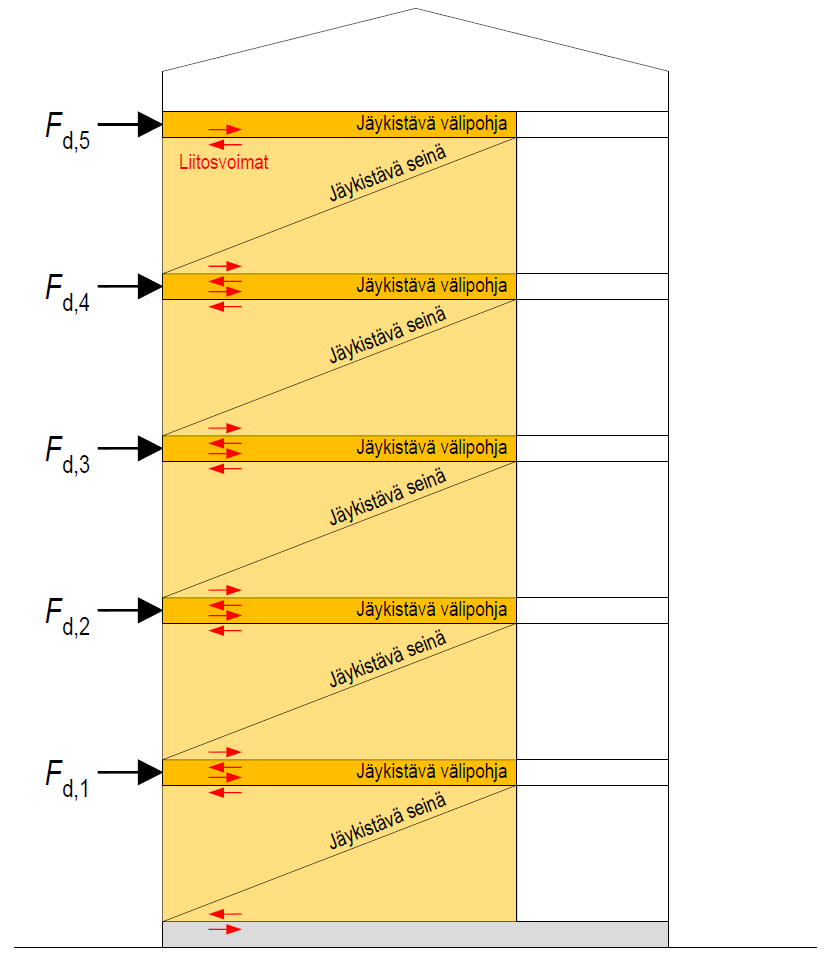 Fd,5
Jäykistävä välipohja
Liitosvoimat
Jäykistävä seinä
Fd,4
Jäykistävä välipohja
Jäykistävä seinä
Fd,3
Jäykistävä välipohja
Jäykistävä seinä
Fd,2
Jäykistävä välipohja
Jäykistävä seinä
Fd,1
Jäykistävä välipohja
Jäykistävä seinä